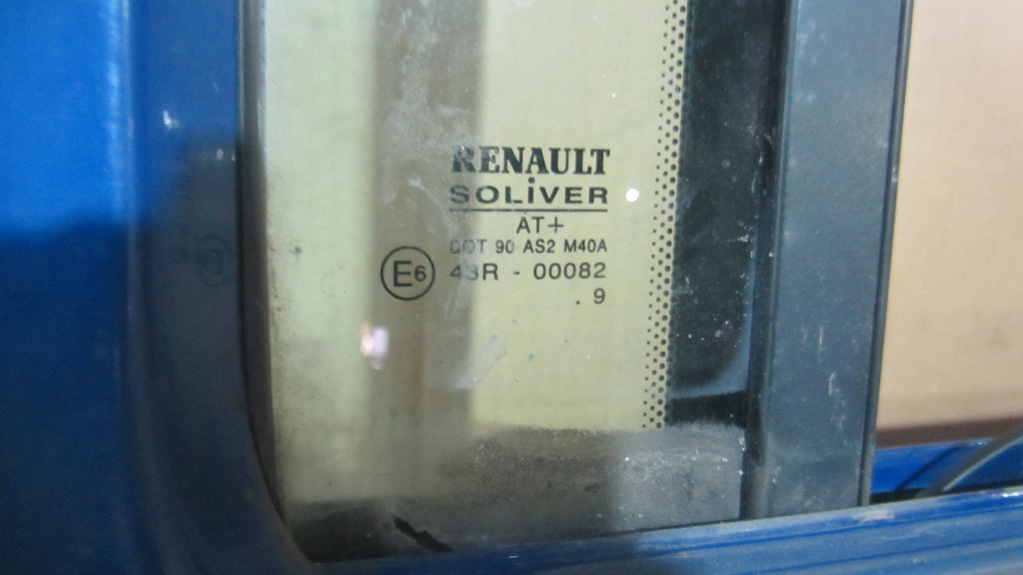 RENAULT
SOLiVER
AT+
DOT 90 AS2 M40A
E6 43R - 00082
. 9